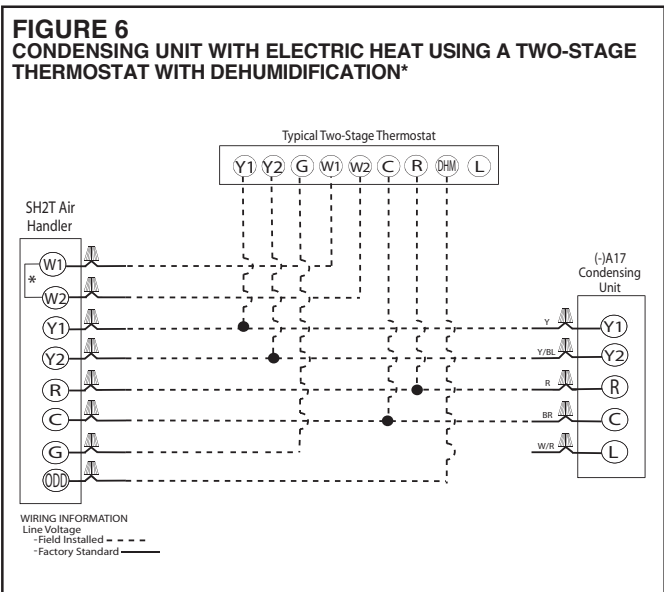 FIGURE 6
CONDENSING UNIT WITH ELECTRIC HEAT USING A TWO-STAGE
THERMOSTAT WITH DEHUMIDIFICATION*
Typical Two-Stage Thermostat
Y1 Y2 G W1 W2 C R DHM L
SH2T Air
Handler
(-)A17
Condensing
Unit
W1
*
W2
Y1
Y Y1
Y2
Y/BL Y2
R
R R
C
BR C
G
W/R L
ODD
WIRING INFORMATION
Line Voltage
-Field Installed
-Factory Standard